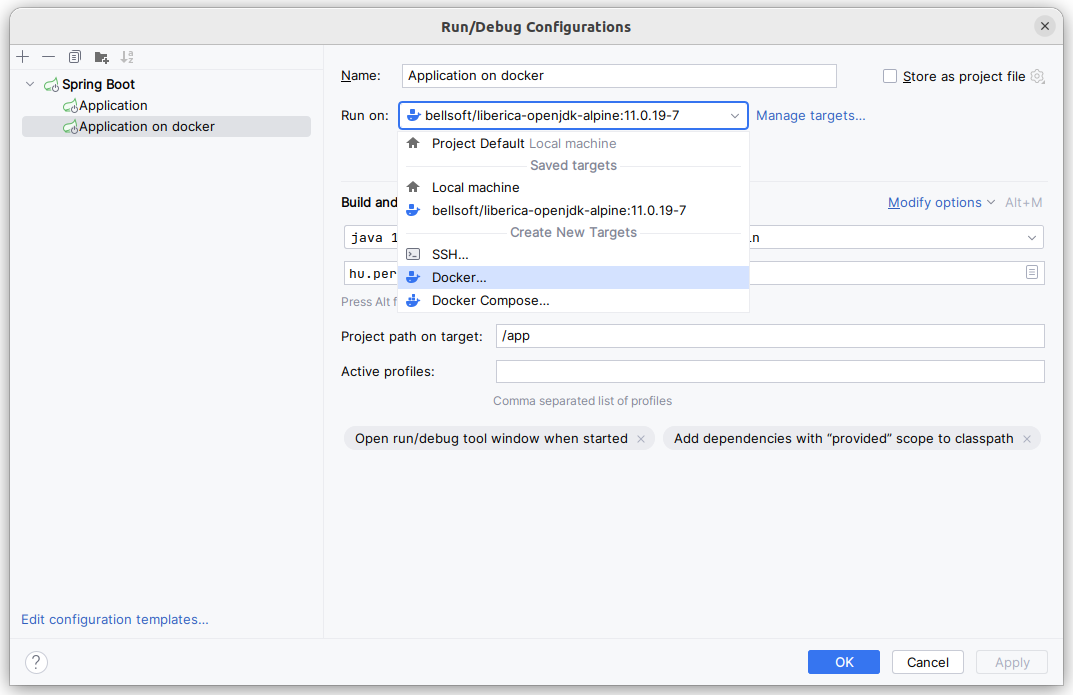 Run/Debug Configurations
Spring Boot
Application
Application on docker
Edit configuration templates...
Name: Application on docker Store as project file
Run on: bellsoft/liberica-openjdk-alpine:11.0.19-7 Manage targets...
Project Default Local machine
Saved targets
Local machine
bellsoft/liberica-openjdk-alpine:11.0.19-7
Create New Targets
SSH...
Docker...
Docker Compose...
Build and Modify options Alt+M
java 1
hu.per
Press Alt f
Project path on target: /app
Active profiles:
Comma separated list of profiles
Open run/debug tool window when started × Add dependencies with “provided” scope to classpath ×
? OK Cancel Apply